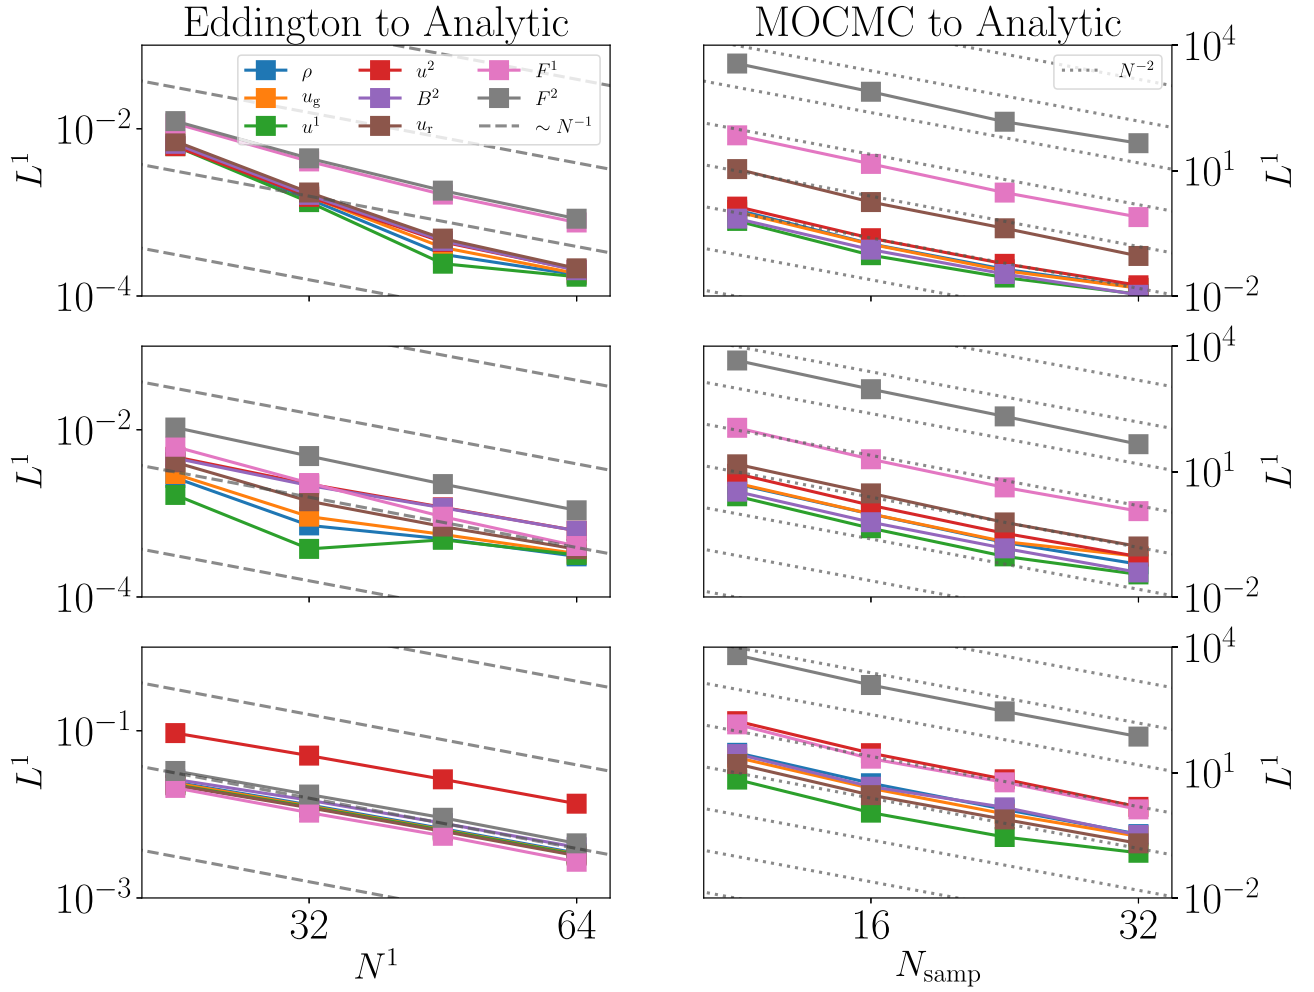 Eddington to Analytic
MOCMC to Analytic
ρ
u_g
u^1
u^2
B^2
u_r
F^1
F^2
∼ N^{-1}
N^{-2}
L^1
10^{-2}
10^{-4}
10^4
10^1
10^{-2}
L^1
L^1
10^{-2}
10^{-4}
10^4
10^1
10^{-2}
L^1
L^1
10^{-1}
10^{-3}
10^4
10^1
10^{-2}
L^1
32
64
16
32
N^1
N_{samp}